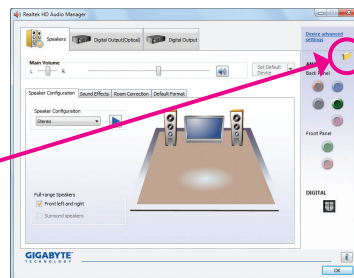 Realtek HD Audio Manager
Speakers
Digital Output(Optical)
Digital Output
Device advanced
settings
Main Volume
L
R
Set Default
Device
AN
Back Panel
Speaker Configuration
Sound Effects
Room Correction
Default Format
Speaker Configuration
Stereo
Front Panel
Full-range Speakers
Front left and right
Surround speakers
DIGITAL
GIGABYTE
TECHNOLOGY
OK